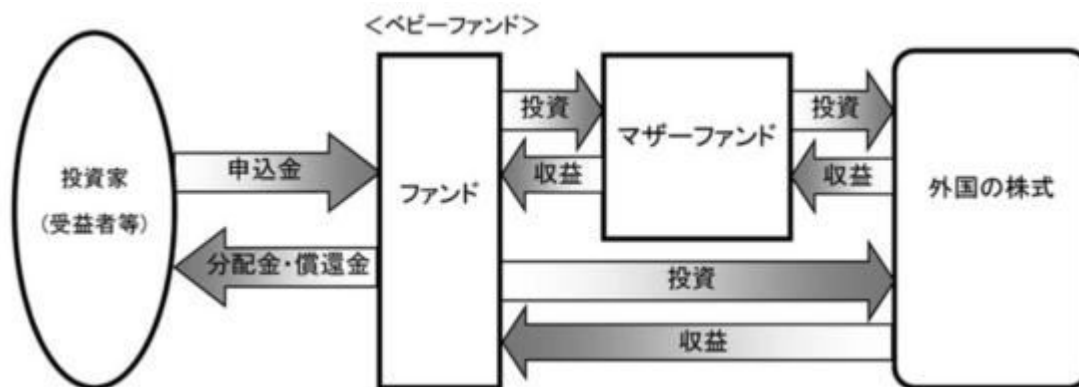 <ベビーファンド>
投資家
(受益者等)
申込金
分配金・償還金
ファンド
投資
収益
マザーファンド
投資
収益
投資
収益
外国の株式